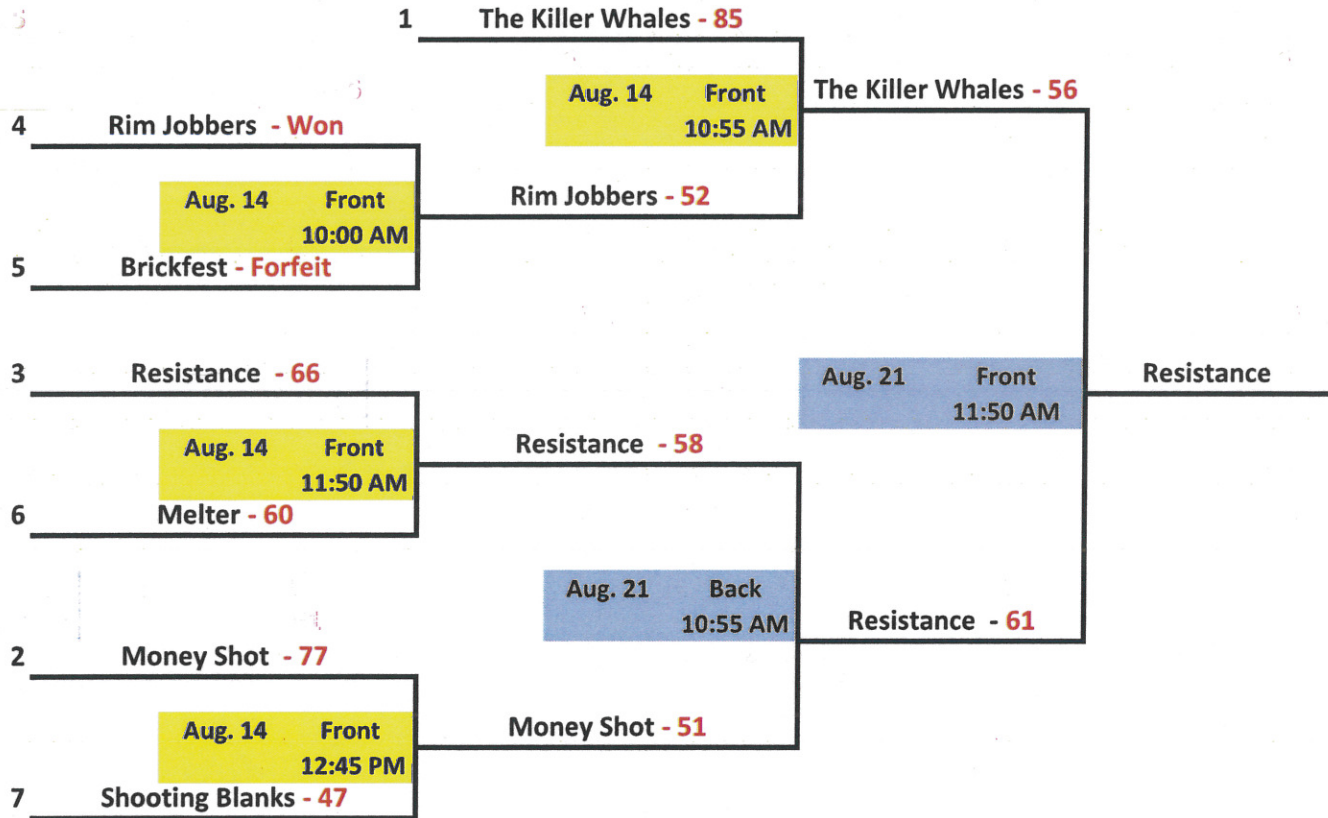 1 The Killer Whales - 85
Aug. 14 Front
10:55 AM
The Killer Whales - 56
4 Rim Jobbers - Won
Aug. 14 Front
10:00 AM
Rim Jobbers - 52
5 Brickfest - Forfeit
3 Resistance - 66
Aug. 14 Front
11:50 AM
Resistance - 58
6 Melter - 60
Aug. 21 Front
11:50 AM
Resistance
Aug. 21 Back
10:55 AM
Resistance - 61
2 Money Shot - 77
Aug. 14 Front
12:45 PM
Money Shot - 51
7 Shooting Blanks - 47